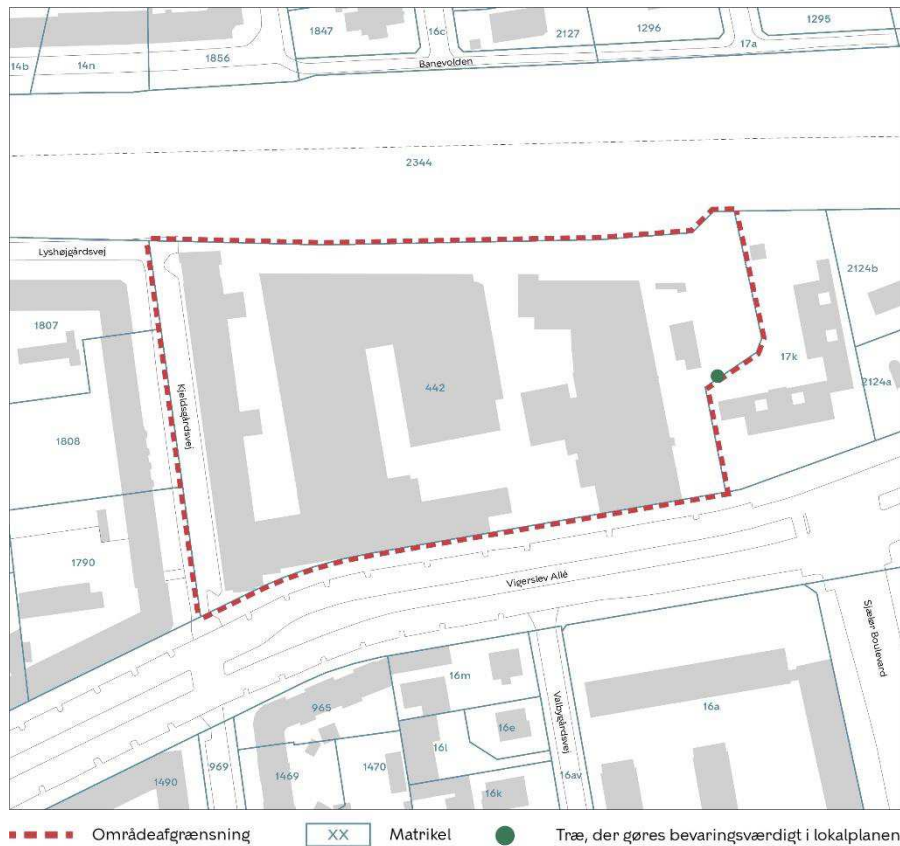 1847
16c
2127
1296
1295
17a
14b
14n
1856
Banevolden
2344
Lyshøjgårdsvej
2124b
1807
17k
2124a
442
Kjeldsgårdsvej
1808
1790
Vigerslev Allé
Sjælør Boulevard
16m
965
16a
16e
Valbygårdsvej
16l
969
1469
1470
16av
1490
16k
Områdeafgrænsning
XX Matrikel
Træ, der gøres bevaringsværdigt i lokalplanen